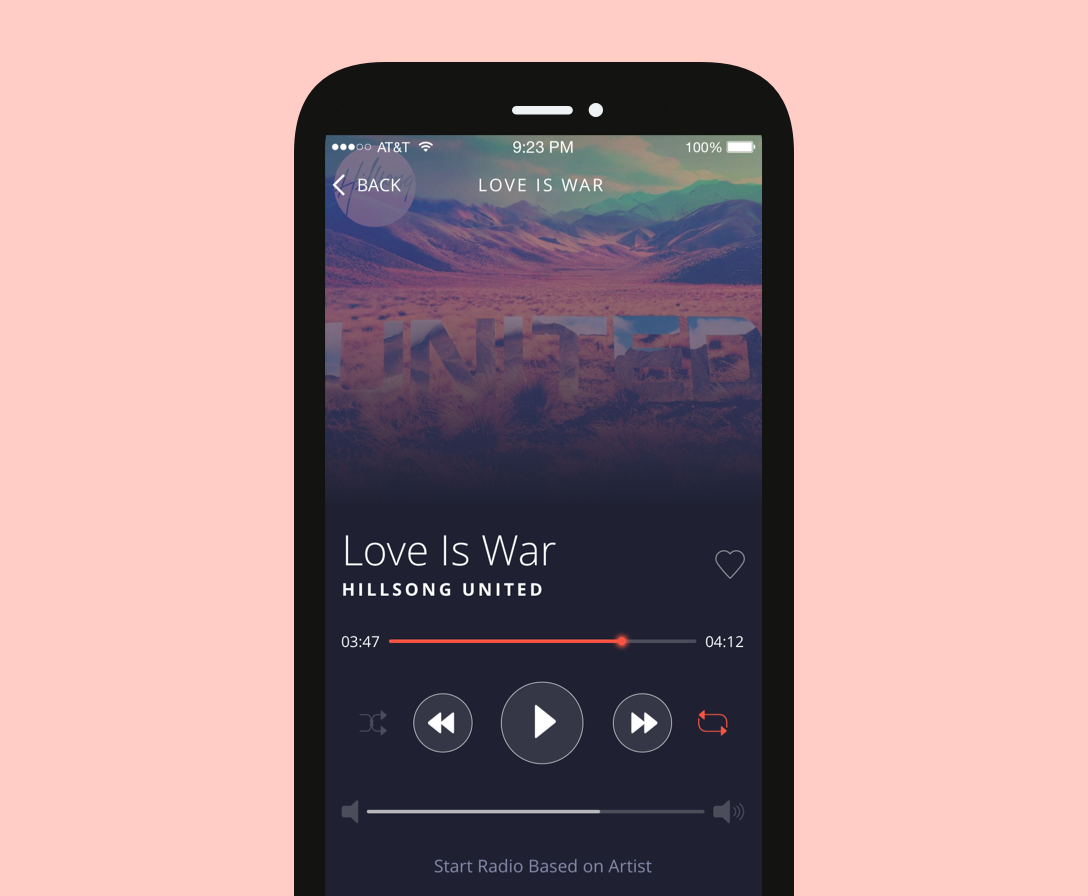 AT&T 9:23 PM 100%
BACK LOVE IS WAR
Hillsong
UNITED
Love Is War
HILLSONG UNITED
03:47 04:12
Start Radio Based on Artist